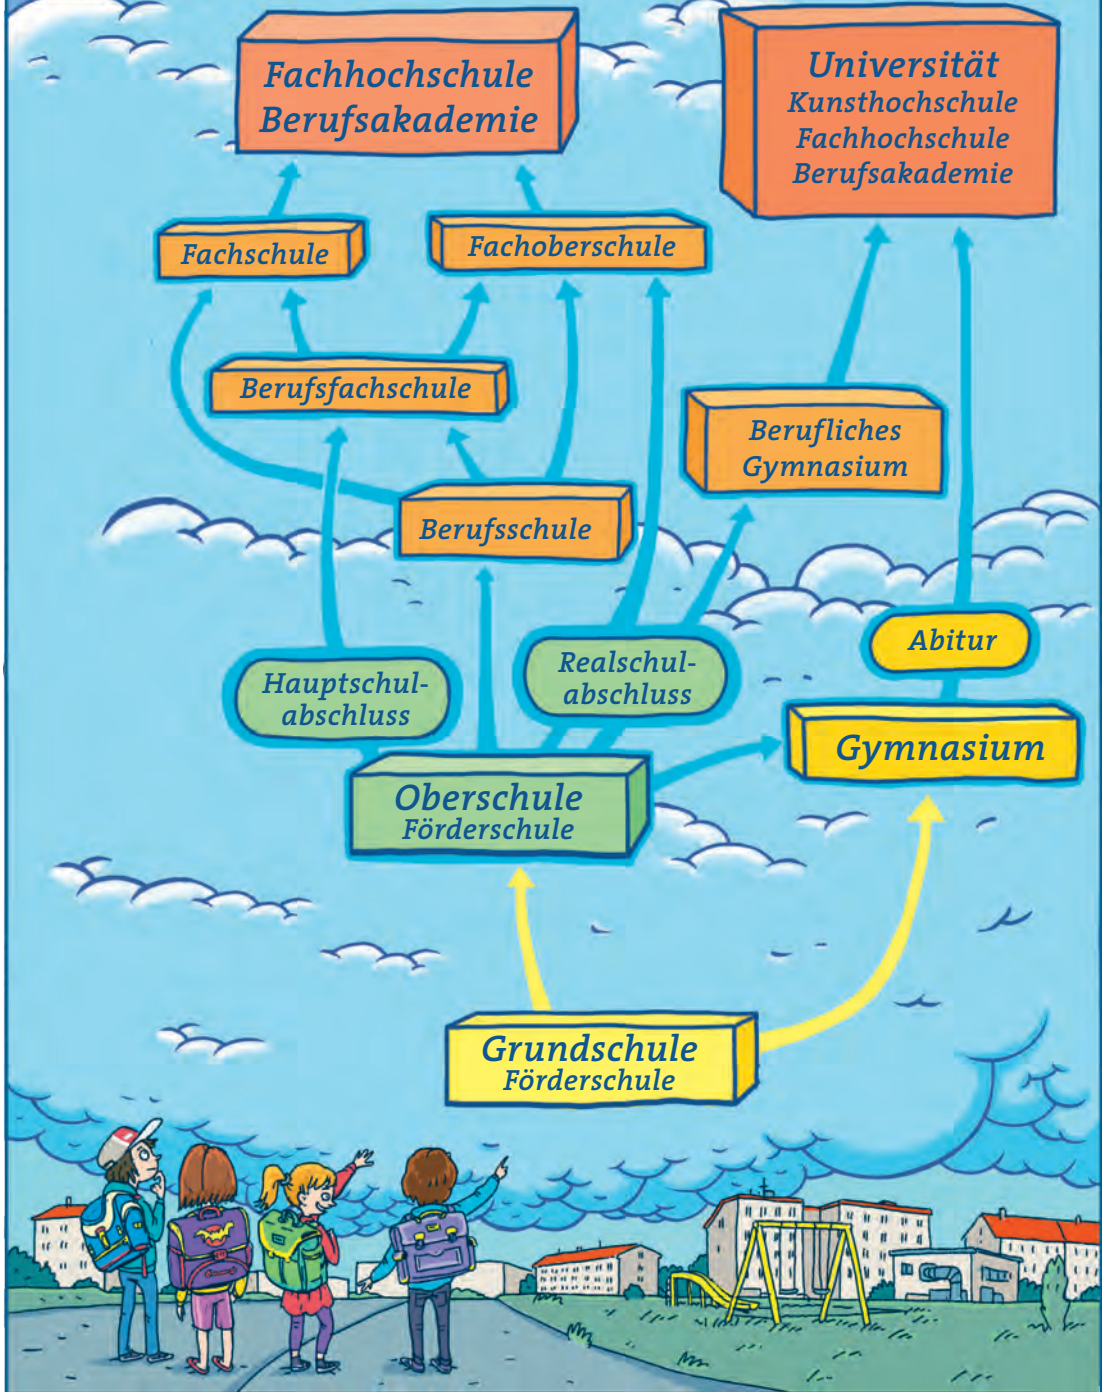 Fachhochschule
Berufsakademie
Universität
Kunsthochschule
Fachhochschule
Berufsakademie
Fachschule
Fachoberschule
Berufsfachschule
Berufliches
Gymnasium
Berufsschule
Hauptschul-
abschluss
Realschul-
abschluss
Abitur
Gymnasium
Oberschule
Förderschule
Grundschule
Förderschule